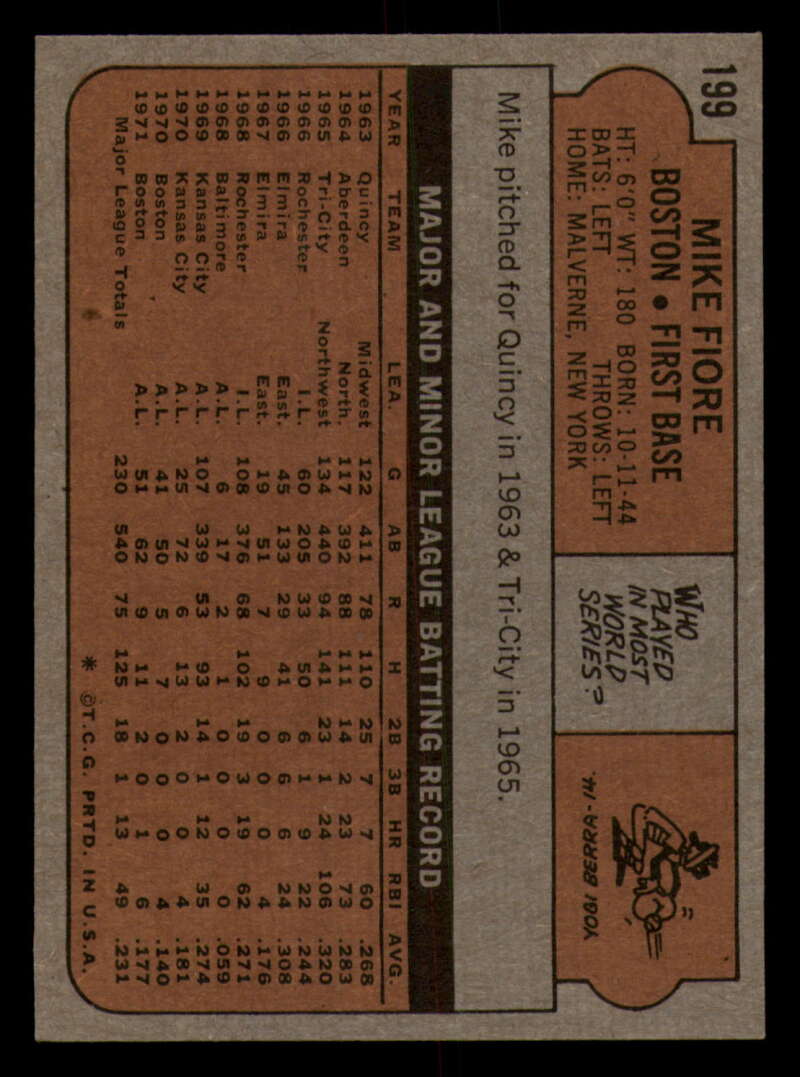 199
MIKE FIORE
BOSTON • FIRST BASE
HT: 6'0" WT: 180 BORN: 10-11-44
BATS: LEFT THROWS: LEFT
HOME: MALVERNE, NEW YORK
WHO
PLAYED
IN MOST
WORLD
SERIES?
YOGI BERRA-14.
Mike pitched for Quincy in 1963 & Tri-City in 1965.
MAJOR AND MINOR LEAGUE BATTING RECORD
YEAR TEAM LEA. G AB R H 2B 3B HR RBI AVG.
1963 Quincy Midwest 122 411 78 110 25 7 7 60 .268
1964 Aberdeen North. 117 392 88 111 14 2 23 73 .283
1965 Tri-City Northwest 134 440 94 141 23 1 24 106 .320
1966 Rochester I.L. 60 205 33 50 6 1 9 22 .244
1966 Elmira East. 45 133 29 41 6 6 6 24 .308
1967 Elmira East. 19 51 7 9 0 0 0 4 .176
1968 Rochester I.L. 108 376 68 102 19 3 19 62 .271
1968 Baltimore A.L. 6 17 2 1 0 0 0 0 .059
1969 Kansas City A.L. 107 339 53 93 14 1 12 35 .274
1970 Kansas City A.L. 25 72 6 13 2 0 0 4 .181
1970 Boston A.L. 41 50 5 7 0 0 0 4 .140
1971 Boston A.L. 51 62 9 11 2 0 1 6 .177
Major League Totals 230 540 75 125 18 1 13 49 .231
* ©T.C.G. PRTD. IN U.S.A.